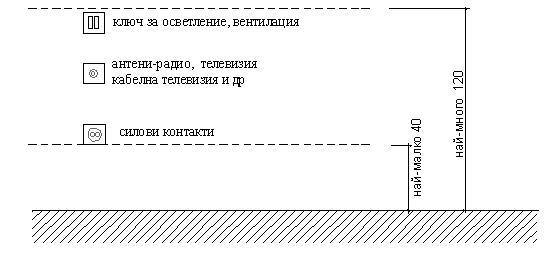 ключ за осветление, вентилация
антени-радио, телевизия
кабелна телевизия и др
силови контакти
най-малко 40
най-много 120